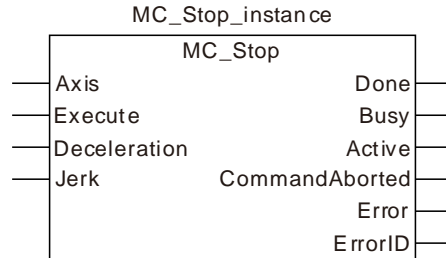 MC_Stop_instance
MC_Stop
Axis Done
Execute Busy
Deceleration Active
Jerk CommandAborted
Error
ErrorID